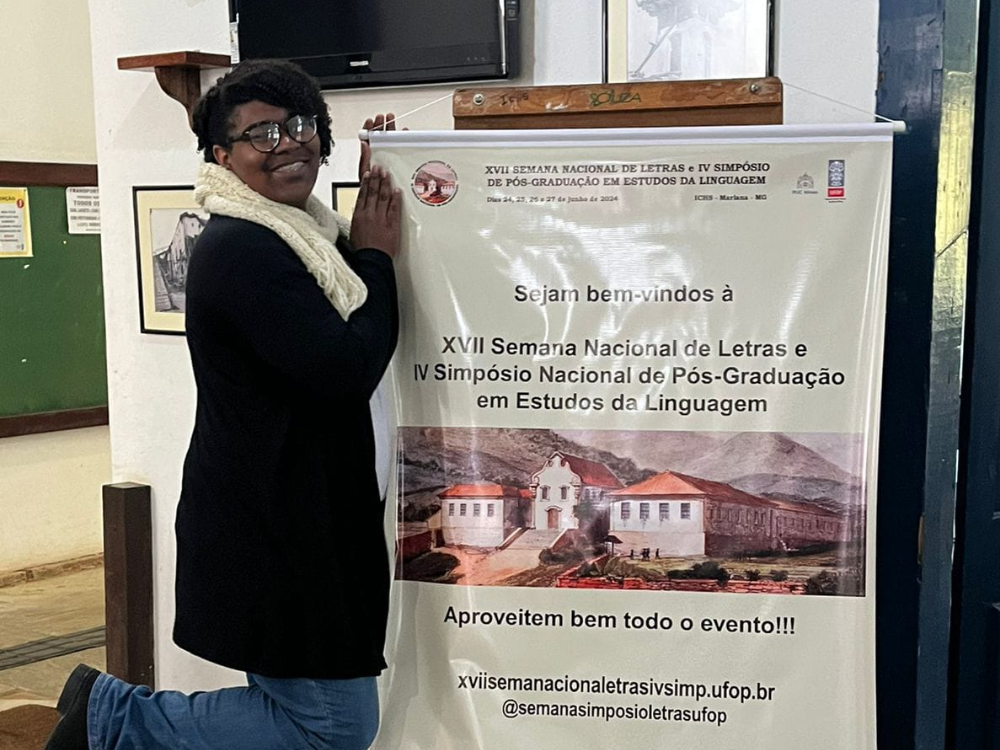 SOUZA
XVII SEMANA NACIONAL DE LETRAS e IV SIMPÓSIO
DE PÓS-GRADUAÇÃO EM ESTUDOS DA LINGUAGEM
Dias 24, 25, 26 e 27 de junho de 2024
ICHS - Mariana - MG
Sejam bem-vindos à
XVII Semana Nacional de Letras e
IV Simpósio Nacional de Pós-Graduação
em Estudos da Linguagem
Aproveitem bem todo o evento!!!
xviisemanacionaletrasivsimp.ufop.br
@semanasimposioletrasufop
TODOS